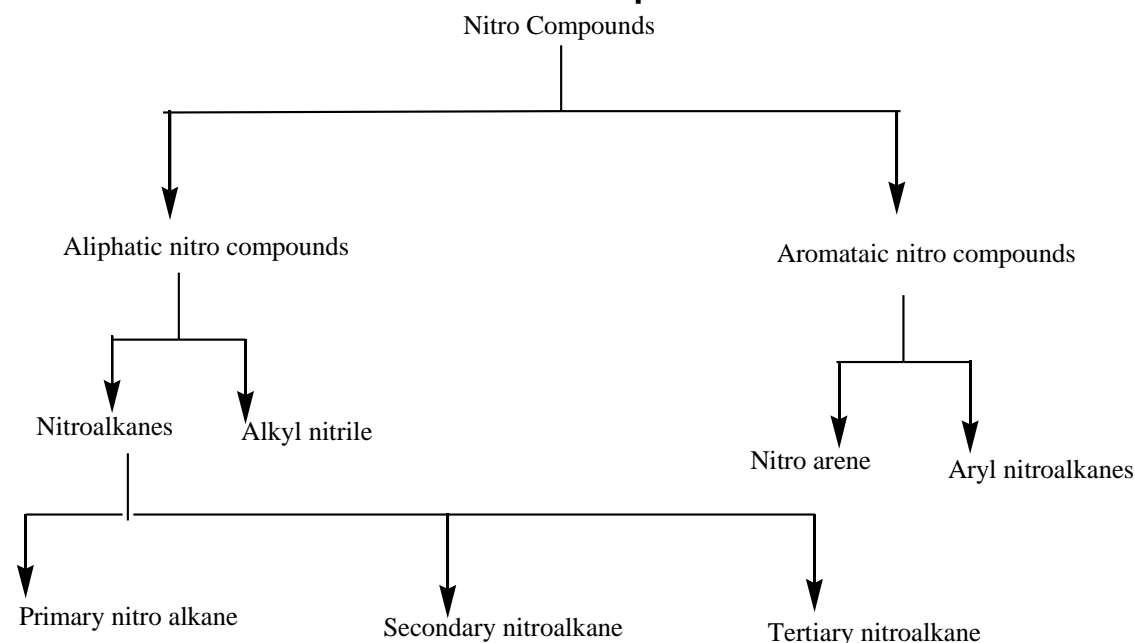 Nitro Compounds
Aliphatic nitro compounds
Aromataic nitro compounds
Nitroalkanes
Alkyl nitrile
Nitro arene
Aryl nitroalkanes
Primary nitro alkane
Secondary nitroalkane
Tertiary nitroalkane